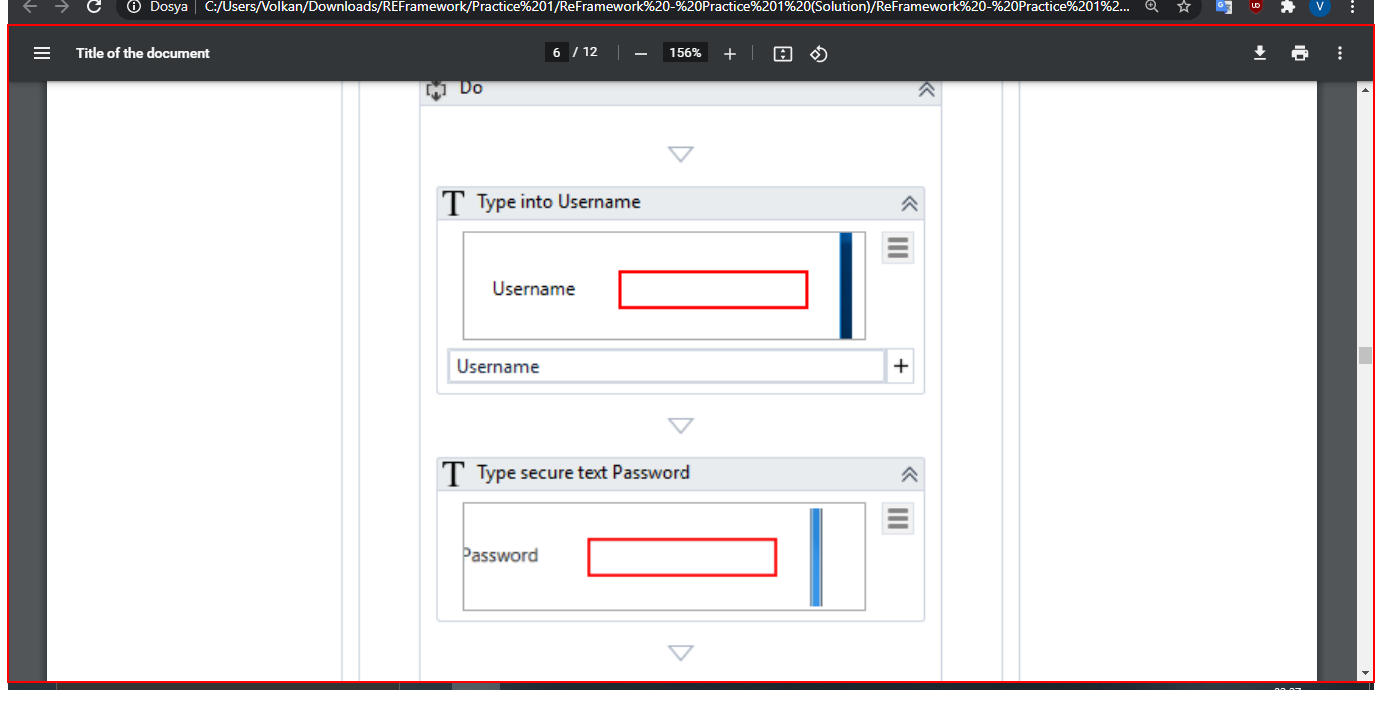 Dosya C:/Users/Volkan/Downloads/REFramework/Practice%201/ReFramework%20-%20Practice%201%20(Solution)/ReFramework%20-%20Practice%201%2... V
Title of the document 6 / 12 156%
Do
Type into Username
Username
Username
Type secure text Password
Password